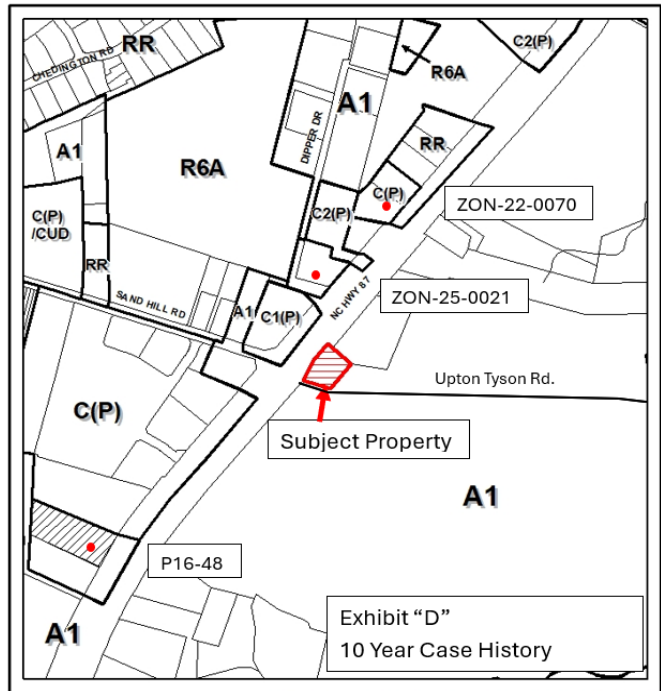 RR
CHEDINGTON RD
C2(P)
R6A
A1
RR
A1
R6A
DIPPER DR
C(P)
/CUD
RR
C2(P)
C(P)
ZON-22-0070
SAND HILL RD
A1
C1(P)
NC HWY 87
ZON-25-0021
C(P)
Upton Tyson Rd.
Subject Property
A1
P16-48
A1
Exhibit “D”
10 Year Case History